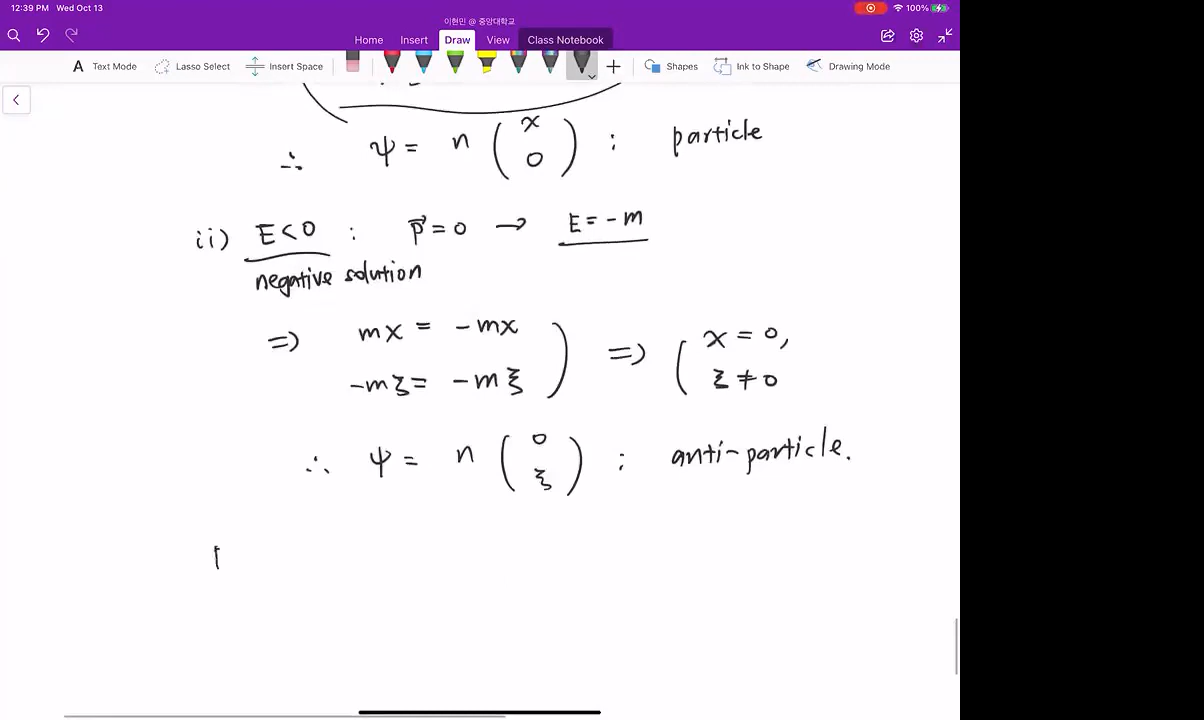 12:39 PM Wed Oct 13
100%
이현민 @ 중앙대학교
Home Insert Draw View Class Notebook
A Text Mode Lasso Select Insert Space Shapes Ink to Shape Drawing Mode
∴ ψ = n ( χ 0 ) : particle
ii) E < 0 : p⃗ = 0 → E = -m
negative solution
⇒ mχ = -mχ
-mξ = -mξ
⇒ ( χ = 0,
ξ ≠ 0
∴ ψ = n ( 0 ξ ) : anti-particle.